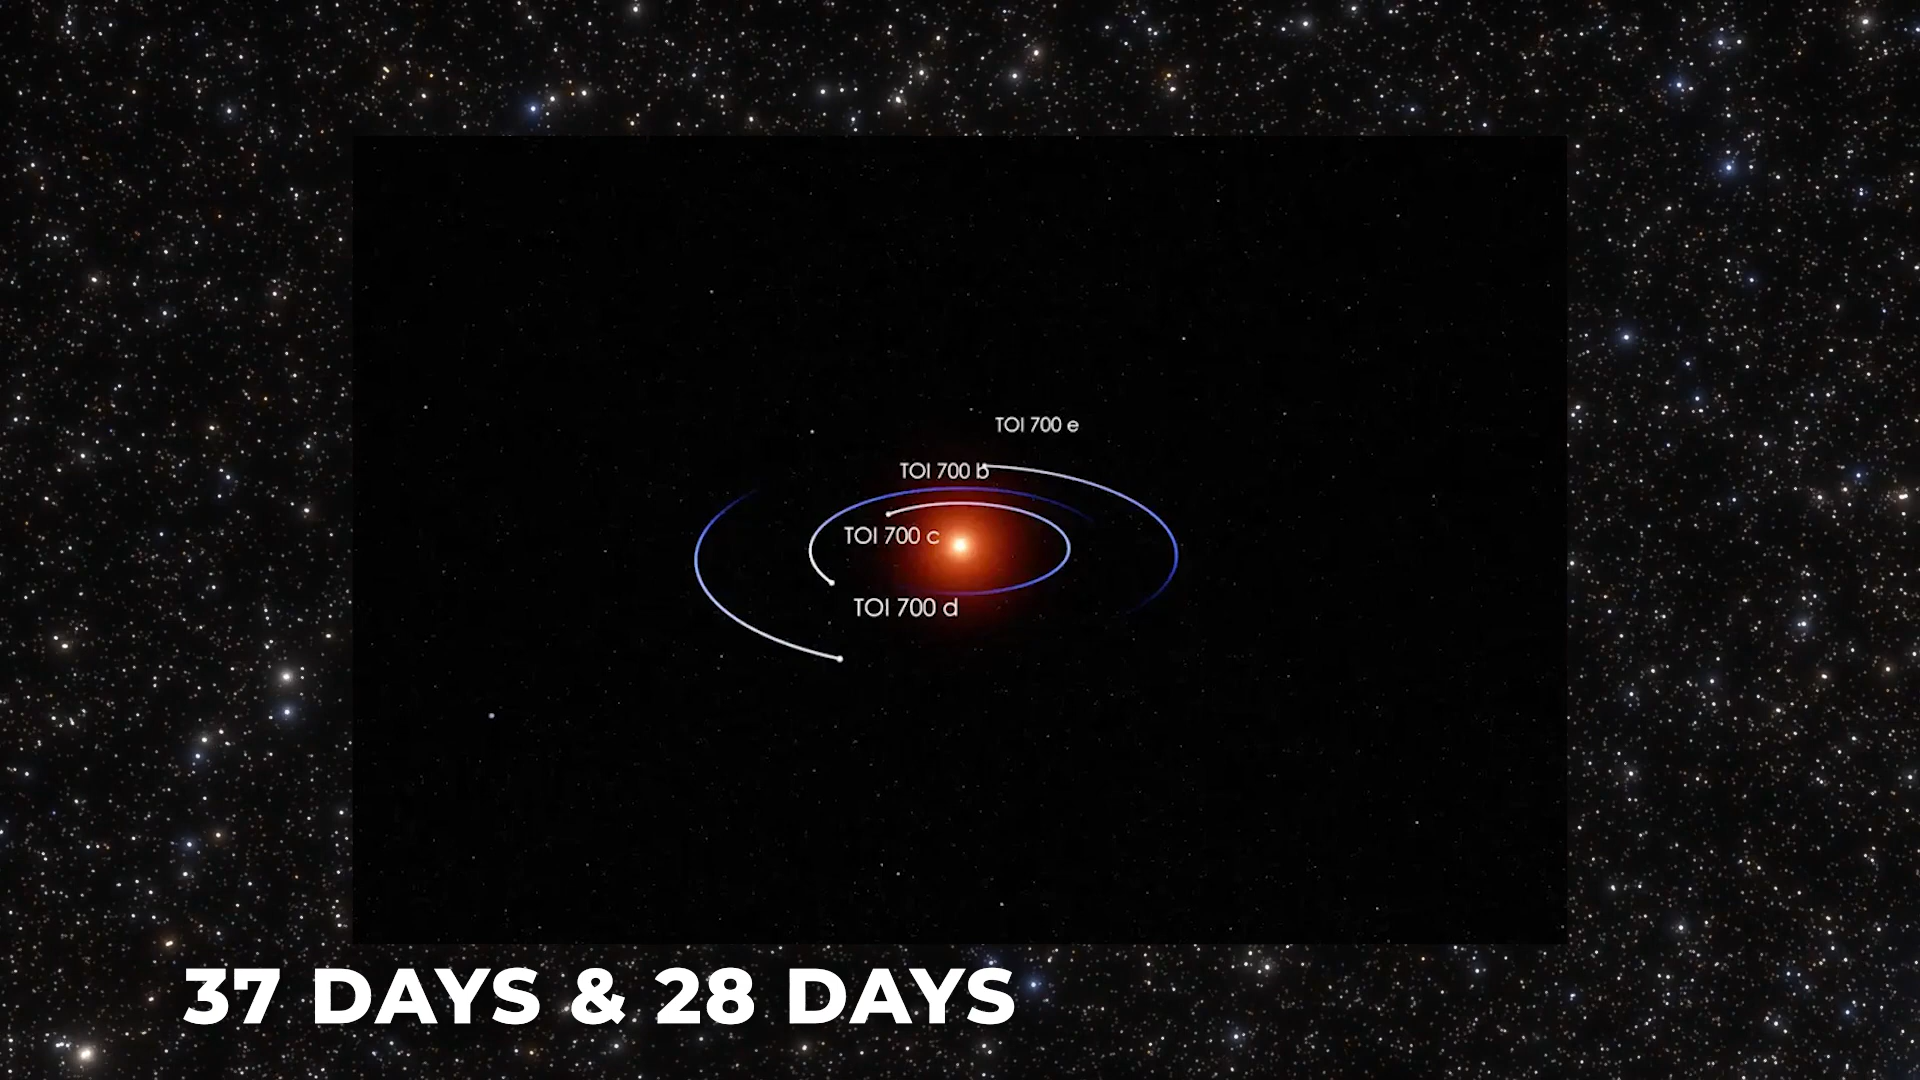 TOI 700 e
TOI 700 b
TOI 700 c
TOI 700 d
37 DAYS & 28 DAYS